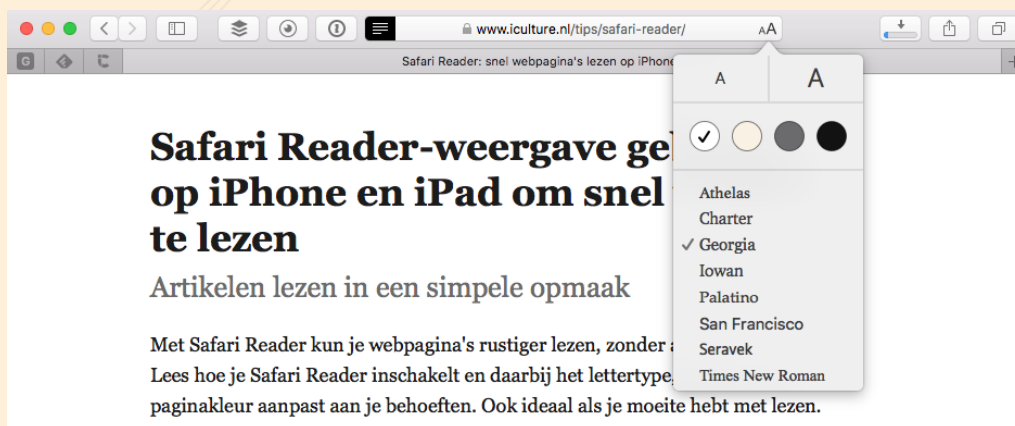 www.iculture.nl/tips/safari-reader/ AA
G
Safari Reader: snel webpagina's lezen op iPhone
A A
Safari Reader-weergave ge
op iPhone en iPad om snel
te lezen
Artikelen lezen in een simpele opmaak
Met Safari Reader kun je webpagina's rustiger lezen, zonder
Lees hoe je Safari Reader inschakelt en daarbij het lettertype,
paginakleur aanpast aan je behoeften. Ook ideaal als je moeite hebt met lezen.
Athelas
Charter
Georgia
Iowan
Palatino
San Francisco
Seravek
Times New Roman